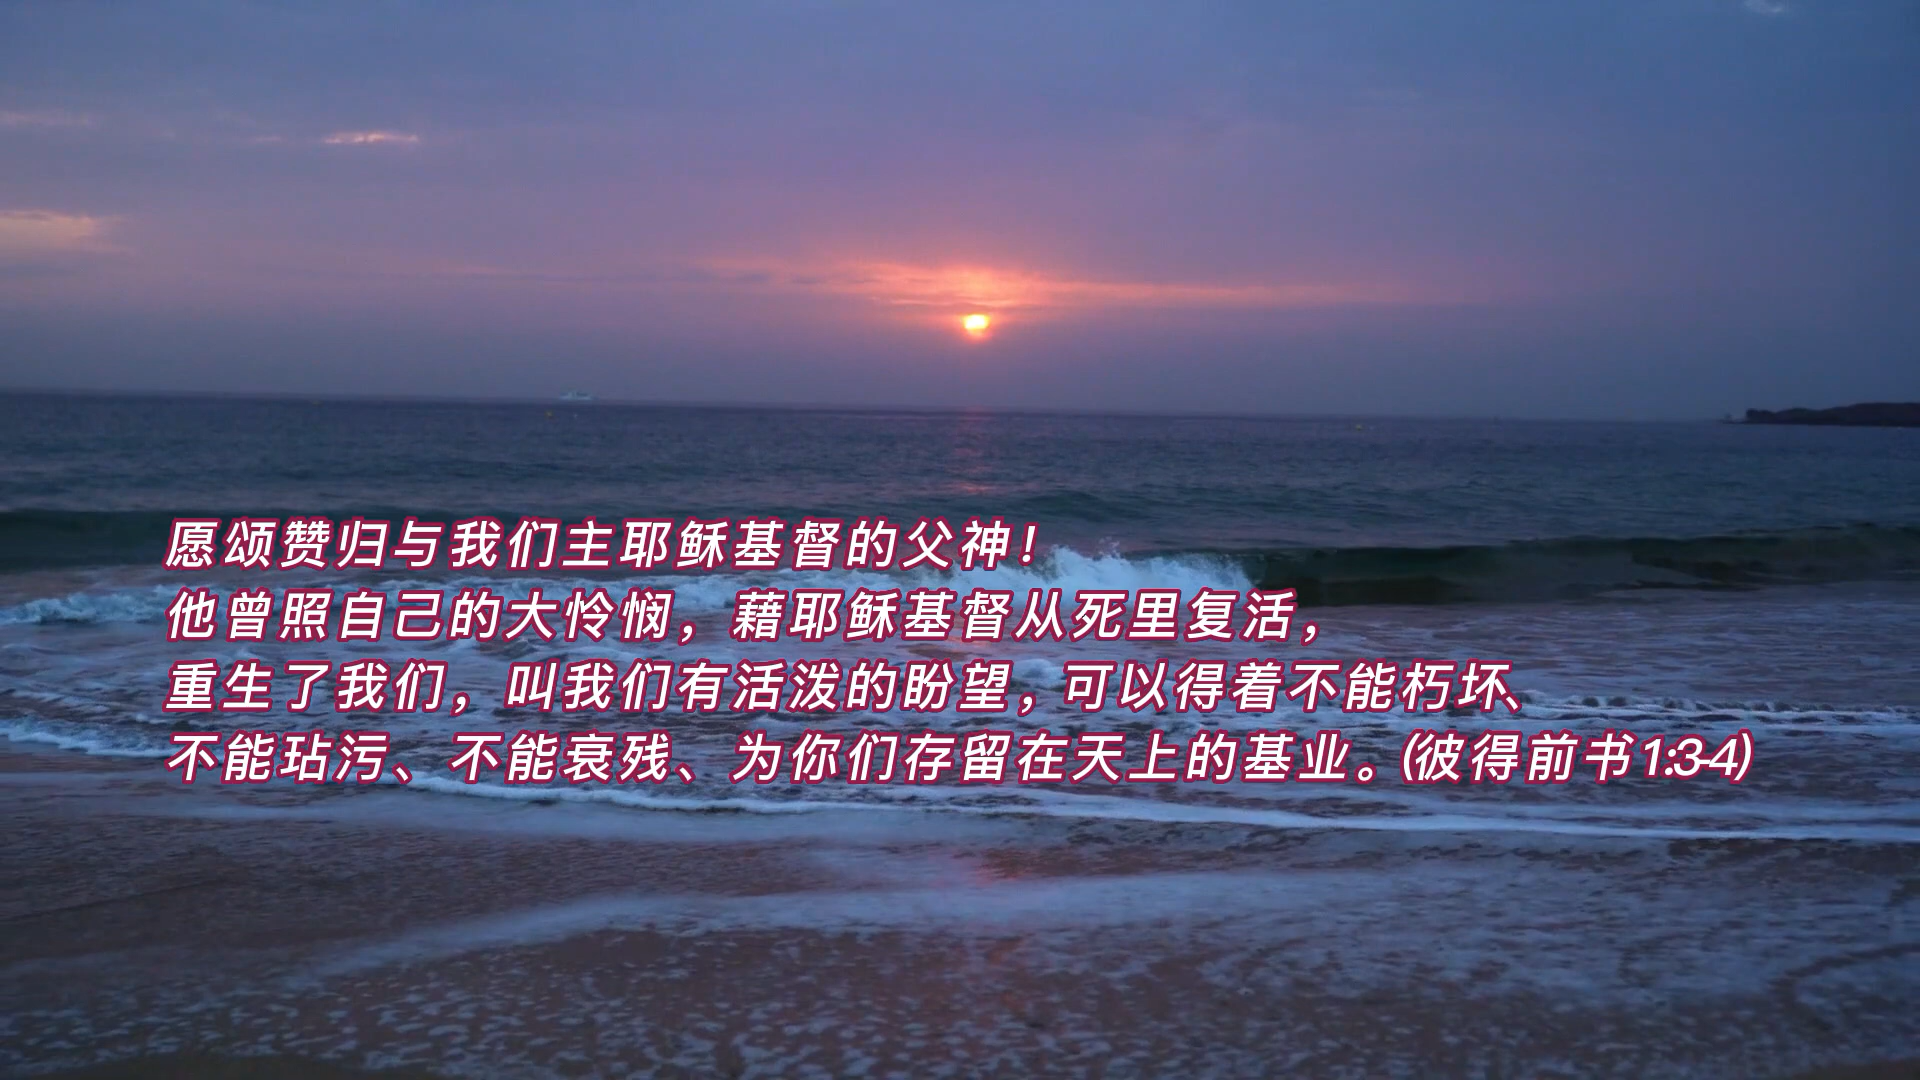 愿颂赞归与我们主耶稣基督的父神！
他曾照自己的大怜悯，藉耶稣基督从死里复活，
重生了我们，叫我们有活泼的盼望，可以得着不能朽坏、
不能玷污、不能衰残、为你们存留在天上的基业。(彼得前书1:3-4)